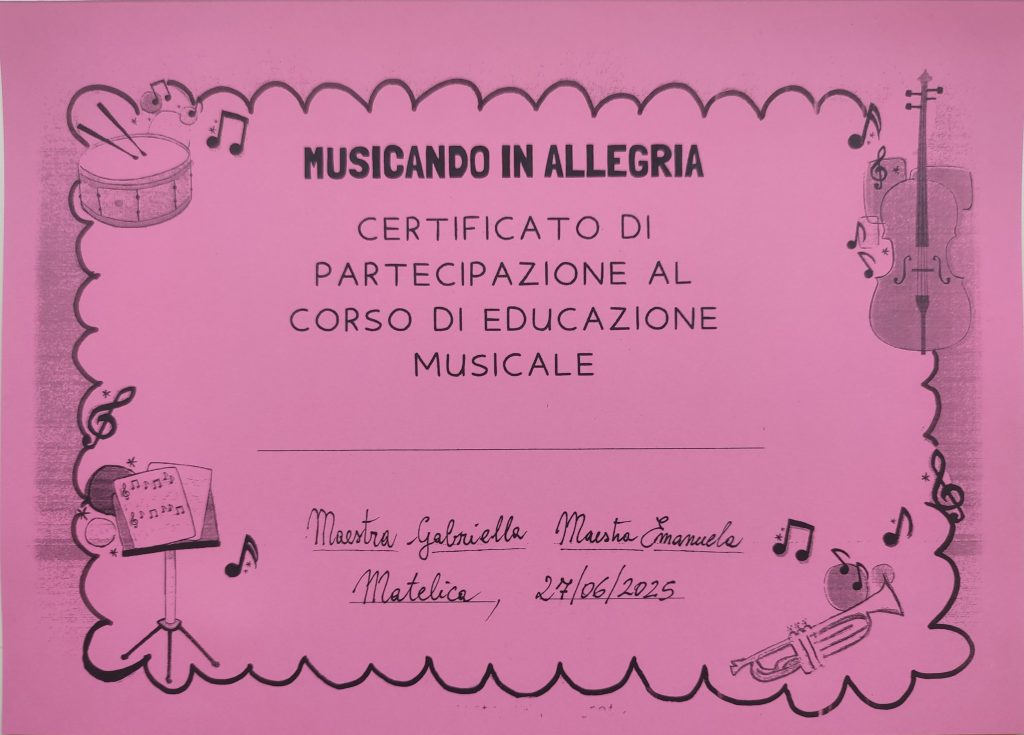 MUSICANDO IN ALLEGRIA
CERTIFICATO DI
PARTECIPAZIONE AL
CORSO DI EDUCAZIONE
MUSICALE
Maestra Gabriella Maestra Emanuela
Matelica, 27/06/2025